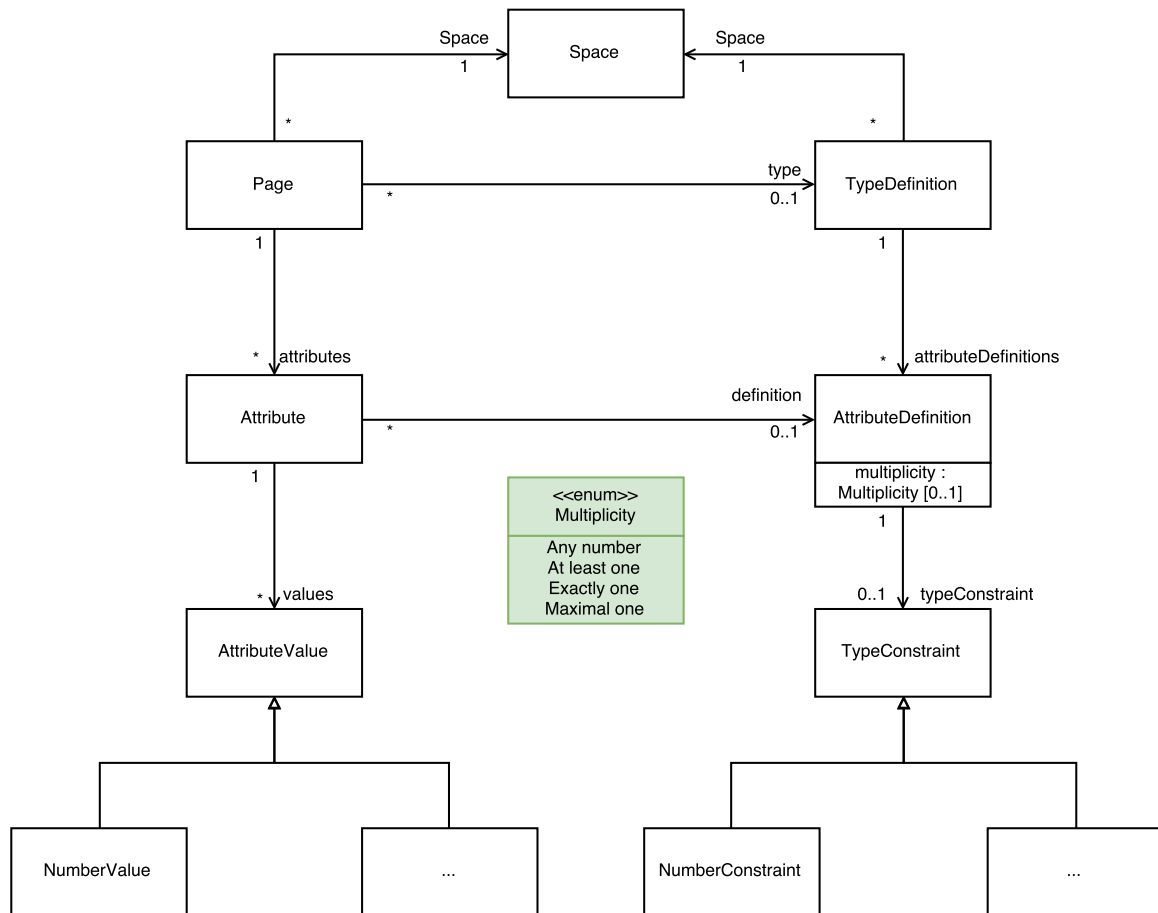 Space
Space
Space
1
1
*
*
Page
type
TypeDefinition
*
0..1
1
1
* attributes
* attributeDefinitions
Attribute
definition
AttributeDefinition
*
0..1
1
multiplicity :
Multiplicity [0..1]
<<enum>>
Multiplicity
1
Any number
At least one
Exactly one
Maximal one
* values
0..1 typeConstraint
AttributeValue
TypeConstraint
NumberValue
...
NumberConstraint
...